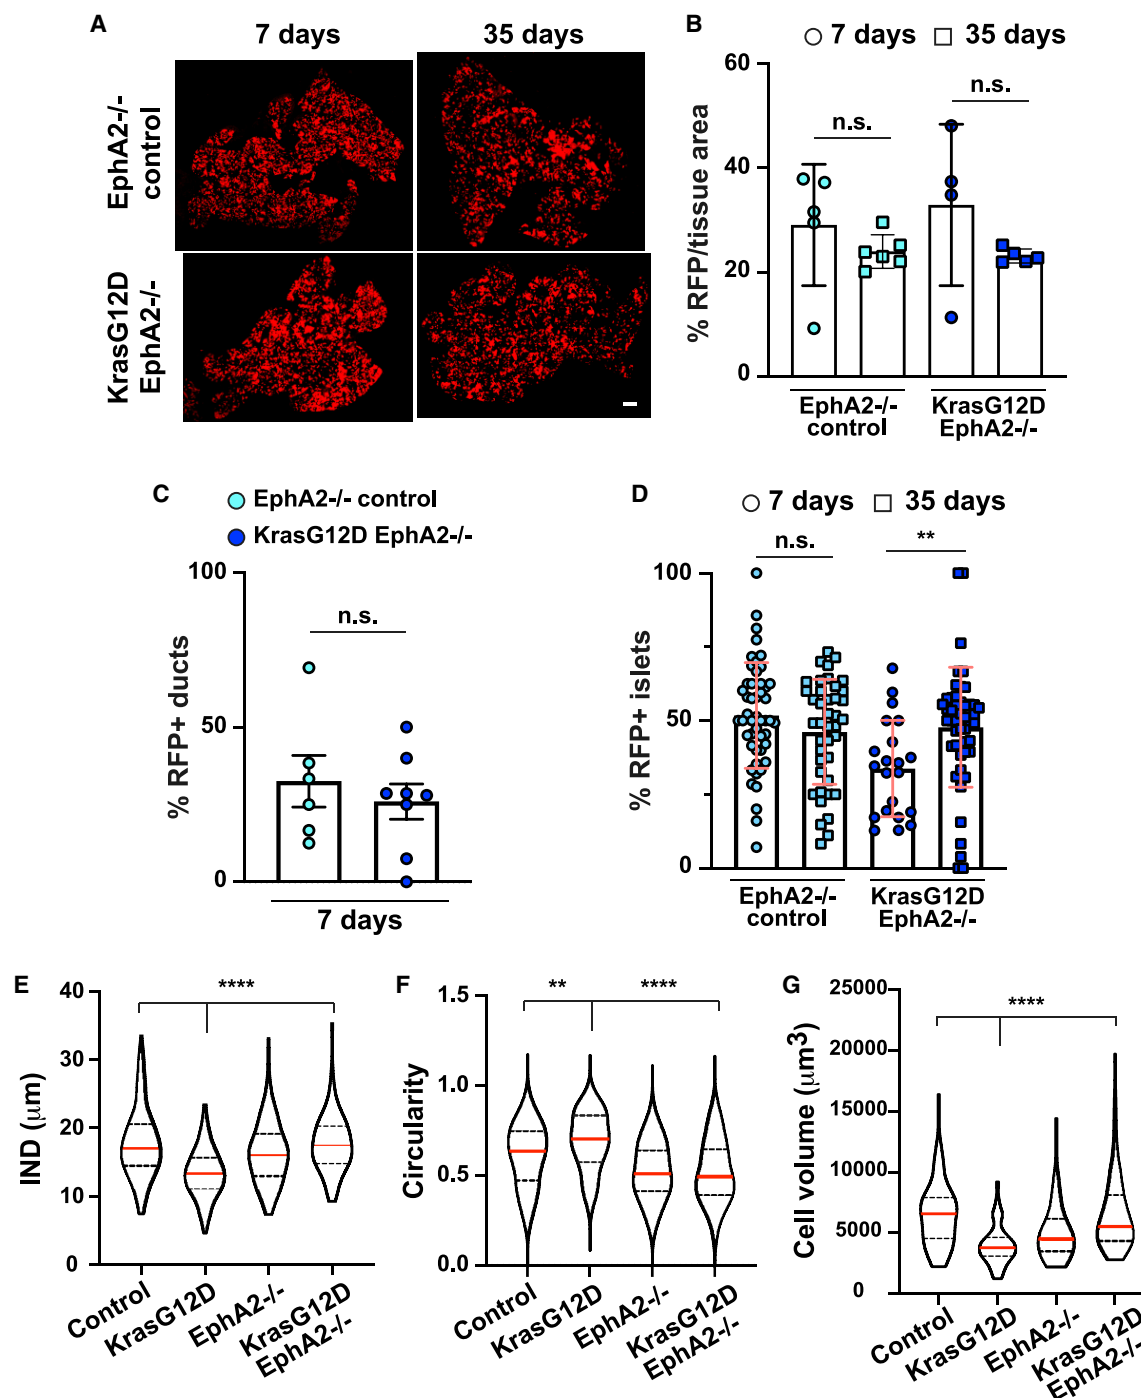 A
7 days
35 days
EphA2-/-
control
KrasG12D
EphA2-/-
B
7 days
35 days
% RFP/tissue area
60
40
20
0
n.s.
n.s.
EphA2-/-
control
KrasG12D
EphA2-/-
C
EphA2-/- control
KrasG12D EphA2-/-
% RFP+ ducts
100
50
0
n.s.
7 days
D
7 days
35 days
% RFP+ islets
100
50
0
n.s.
**
EphA2-/-
control
KrasG12D
EphA2-/-
E
IND (μm)
40
30
20
10
0
****
Control
KrasG12D
EphA2-/-
KrasG12D
EphA2-/-
F
Circularity
1.5
1.0
0.5
0.0
**
****
Control
KrasG12D
EphA2-/-
KrasG12D
EphA2-/-
G
Cell volume (μm3)
25000
20000
15000
10000
5000
0
****
Control
KrasG12D
EphA2-/-
KrasG12D
EphA2-/-